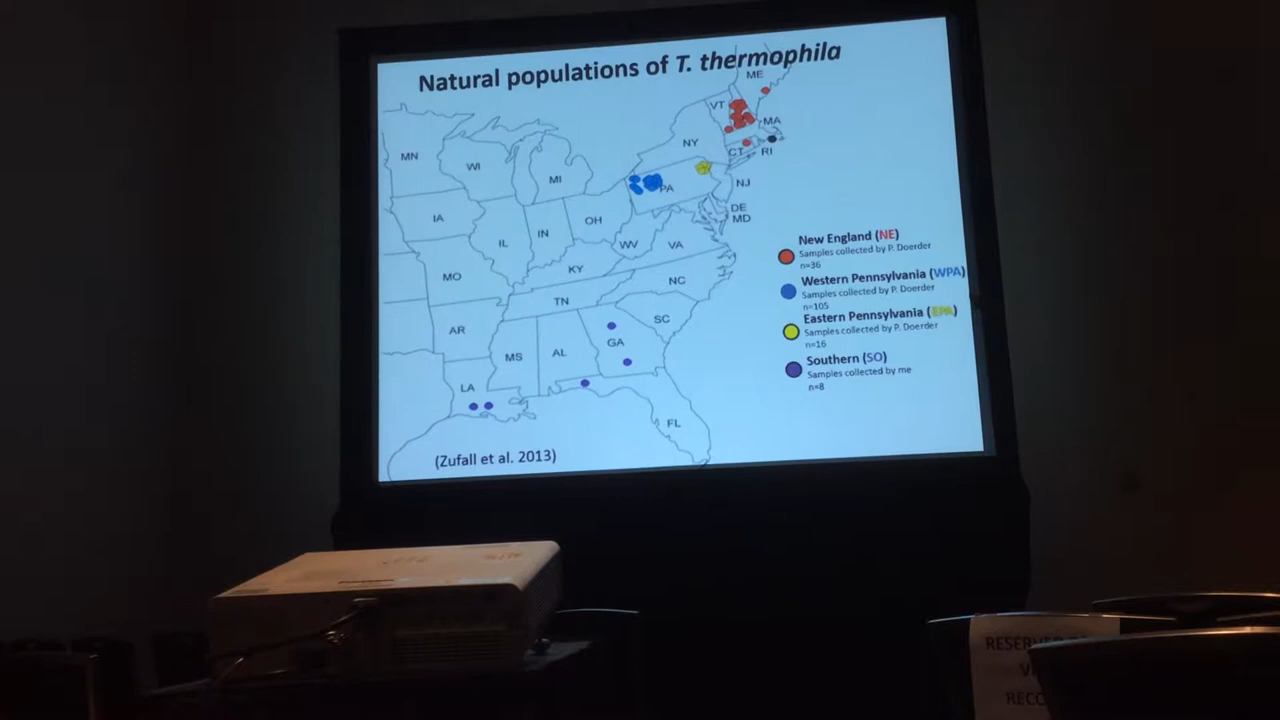 Natural populations of T. thermophila
ME
VT
MA
NY
CT
RI
MN
WI
MI
PA
NJ
DE
MD
IA
IL
IN
OH
WV
VA
MO
KY
NC
TN
AR
SC
MS
AL
GA
LA
FL
New England (NE)
Samples collected by P. Doerder
n=36
Western Pennsylvania (WPA)
Samples collected by P. Doerder
n=105
Eastern Pennsylvania (EPA)
Samples collected by P. Doerder
n=16
Southern (SO)
Samples collected by me
n=8
(Zufall et al. 2013)